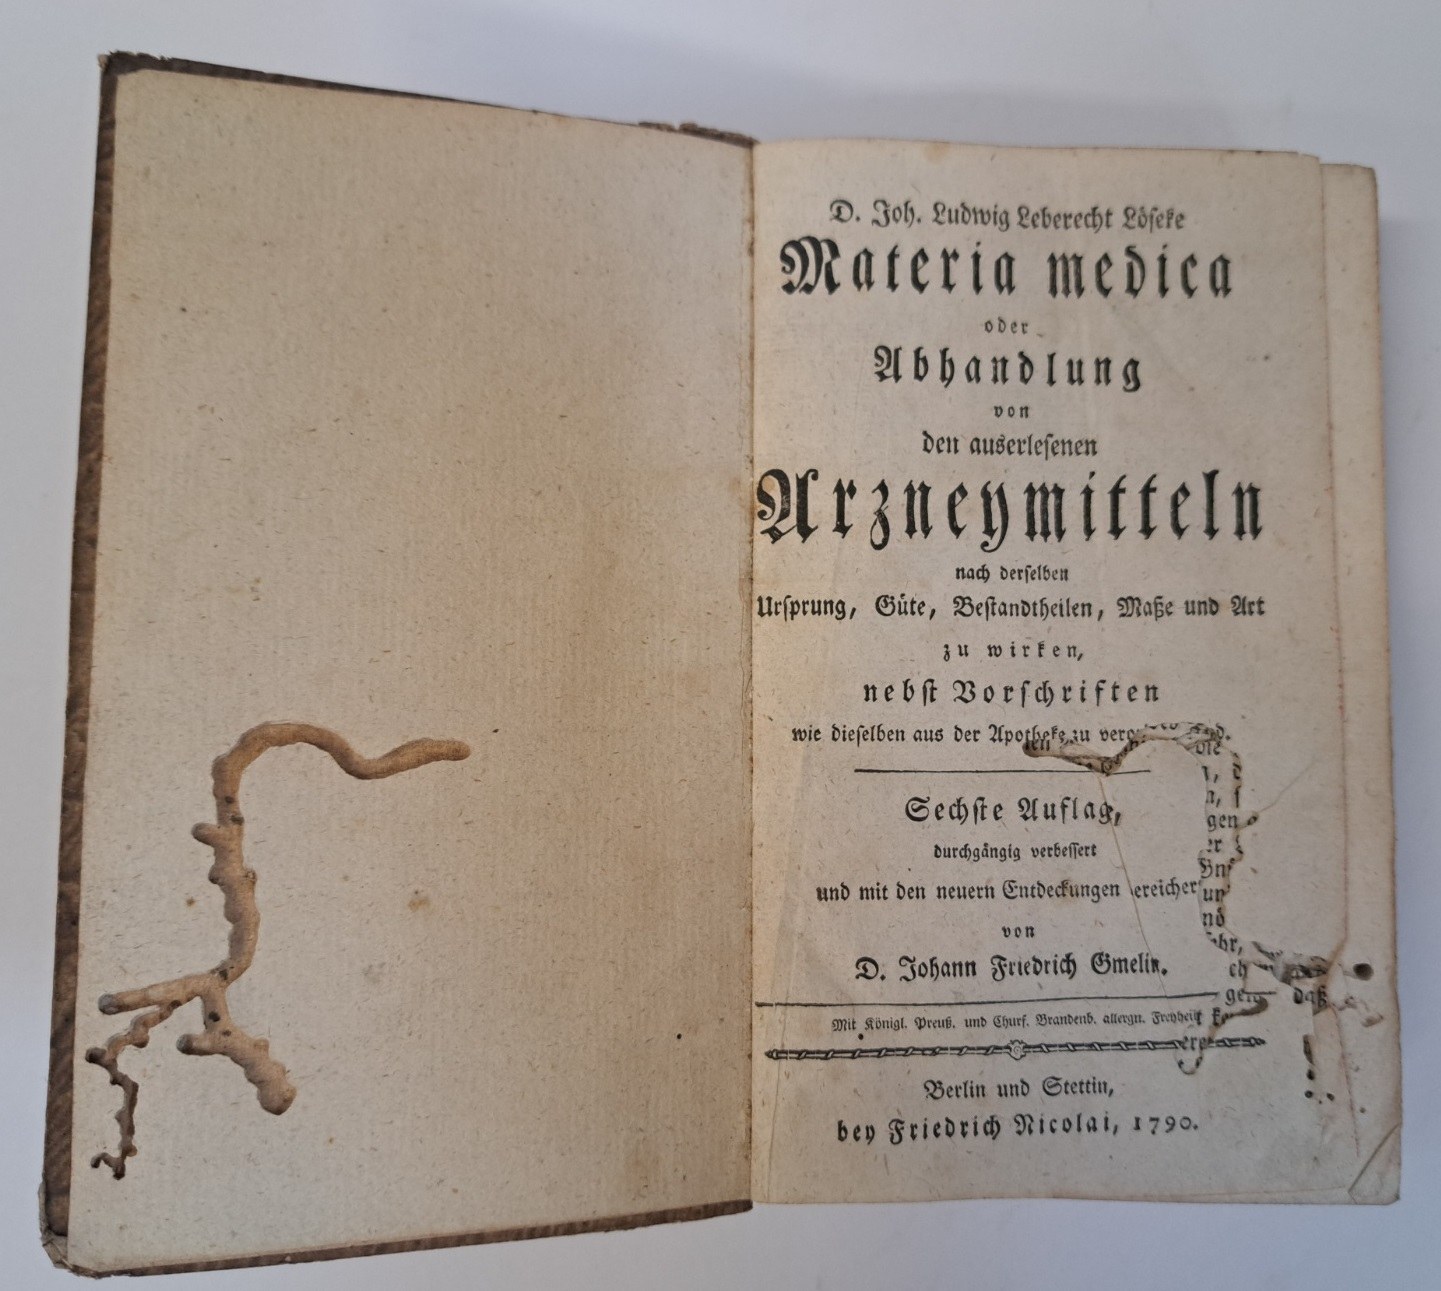 D. Joh. Ludwig Leberecht Löseke
Materia medica
oder
Abhandlung
von
den auserlesenen
Arzneymitteln
nach derselben
Ursprung, Güte, Bestandtheilen, Maße und Art
zu wirken,
nebst Vorschriften
wie dieselben aus der Apotheke zu
Sechste Auflage,
durchgängig verbessert
und mit den neuern Entdeckungen
von
D. Johann Friedrich Gmelin.
Mit Königl. Preuß. und Churf. Brandenb. allergn. Freyheit
Berlin und Stettin,
bey Friedrich Nicolai, 1790.